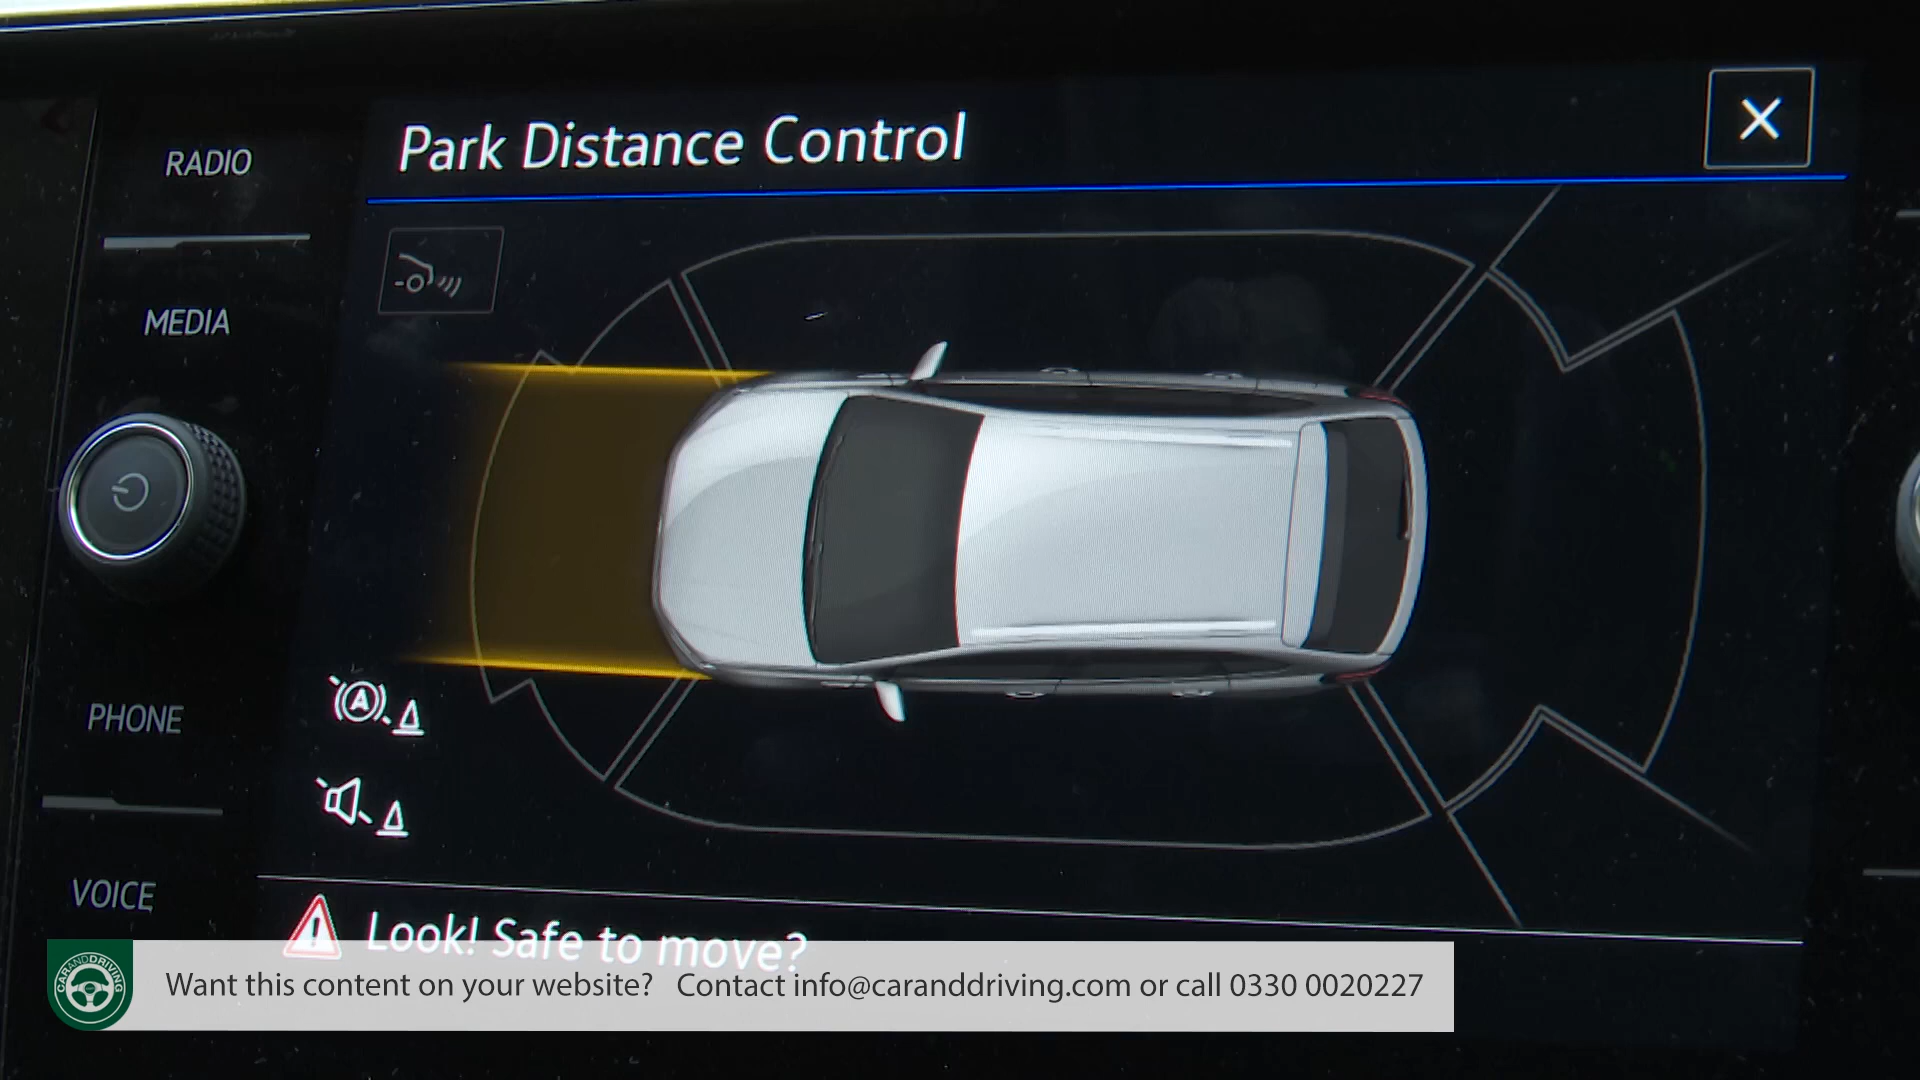 Park Distance Control
RADIO
MEDIA
A
PHONE
VOICE
Look! Safe to move?
CARANDDRIVING
Want this content on your website? Contact info@caranddriving.com or call 0330 0020227